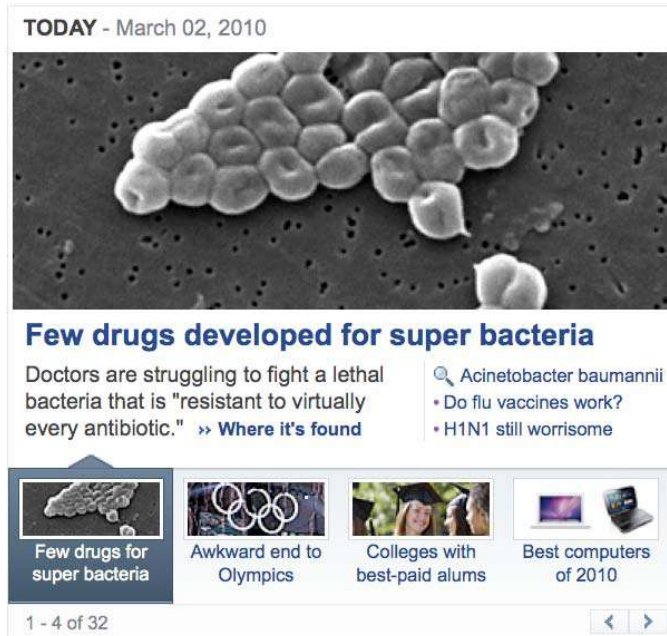 TODAY - March 02, 2010
Few drugs developed for super bacteria
Doctors are struggling to fight a lethal
bacteria that is "resistant to virtually
every antibiotic." ›› Where it's found
Acinetobacter baumannii
• Do flu vaccines work?
• H1N1 still worrisome
Few drugs for
super bacteria
Awkward end to
Olympics
Colleges with
best-paid alums
Best computers
of 2010
1 - 4 of 32